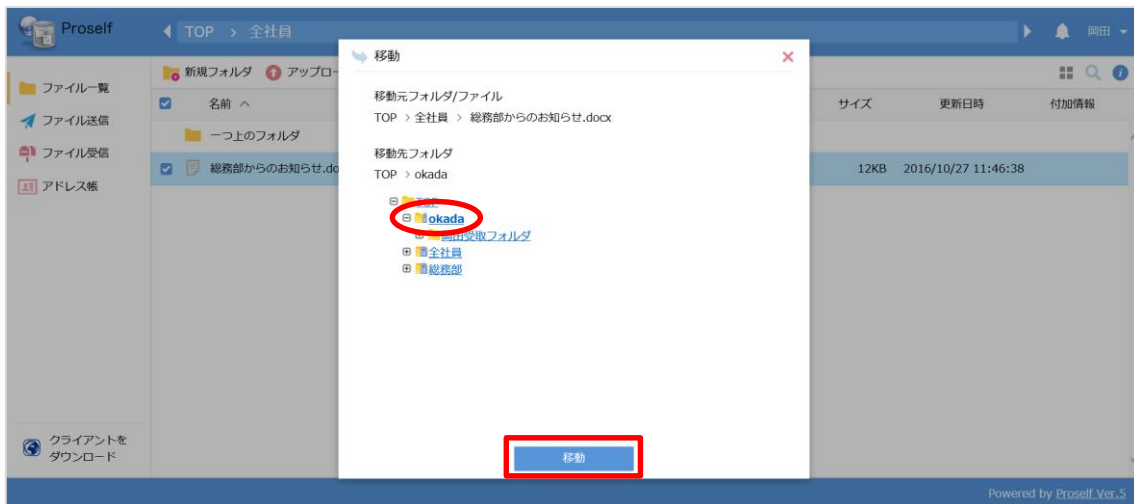 Proself
TOP > 全社員
岡田
ファイル一覧
ファイル送信
ファイル受信
アドレス帳
新規フォルダ アップロー
名前 サイズ 更新日時 付加情報
一つ上のフォルダ
総務部からのお知らせ.do 12KB 2016/10/27 11:46:38
移動
移動元フォルダ/ファイル
TOP > 全社員 > 総務部からのお知らせ.docx
移動先フォルダ
TOP > okada
TOP
okada
岡田受取フォルダ
全社員
総務部
移動
クライアントを
ダウンロード
Powered by Proself Ver.5